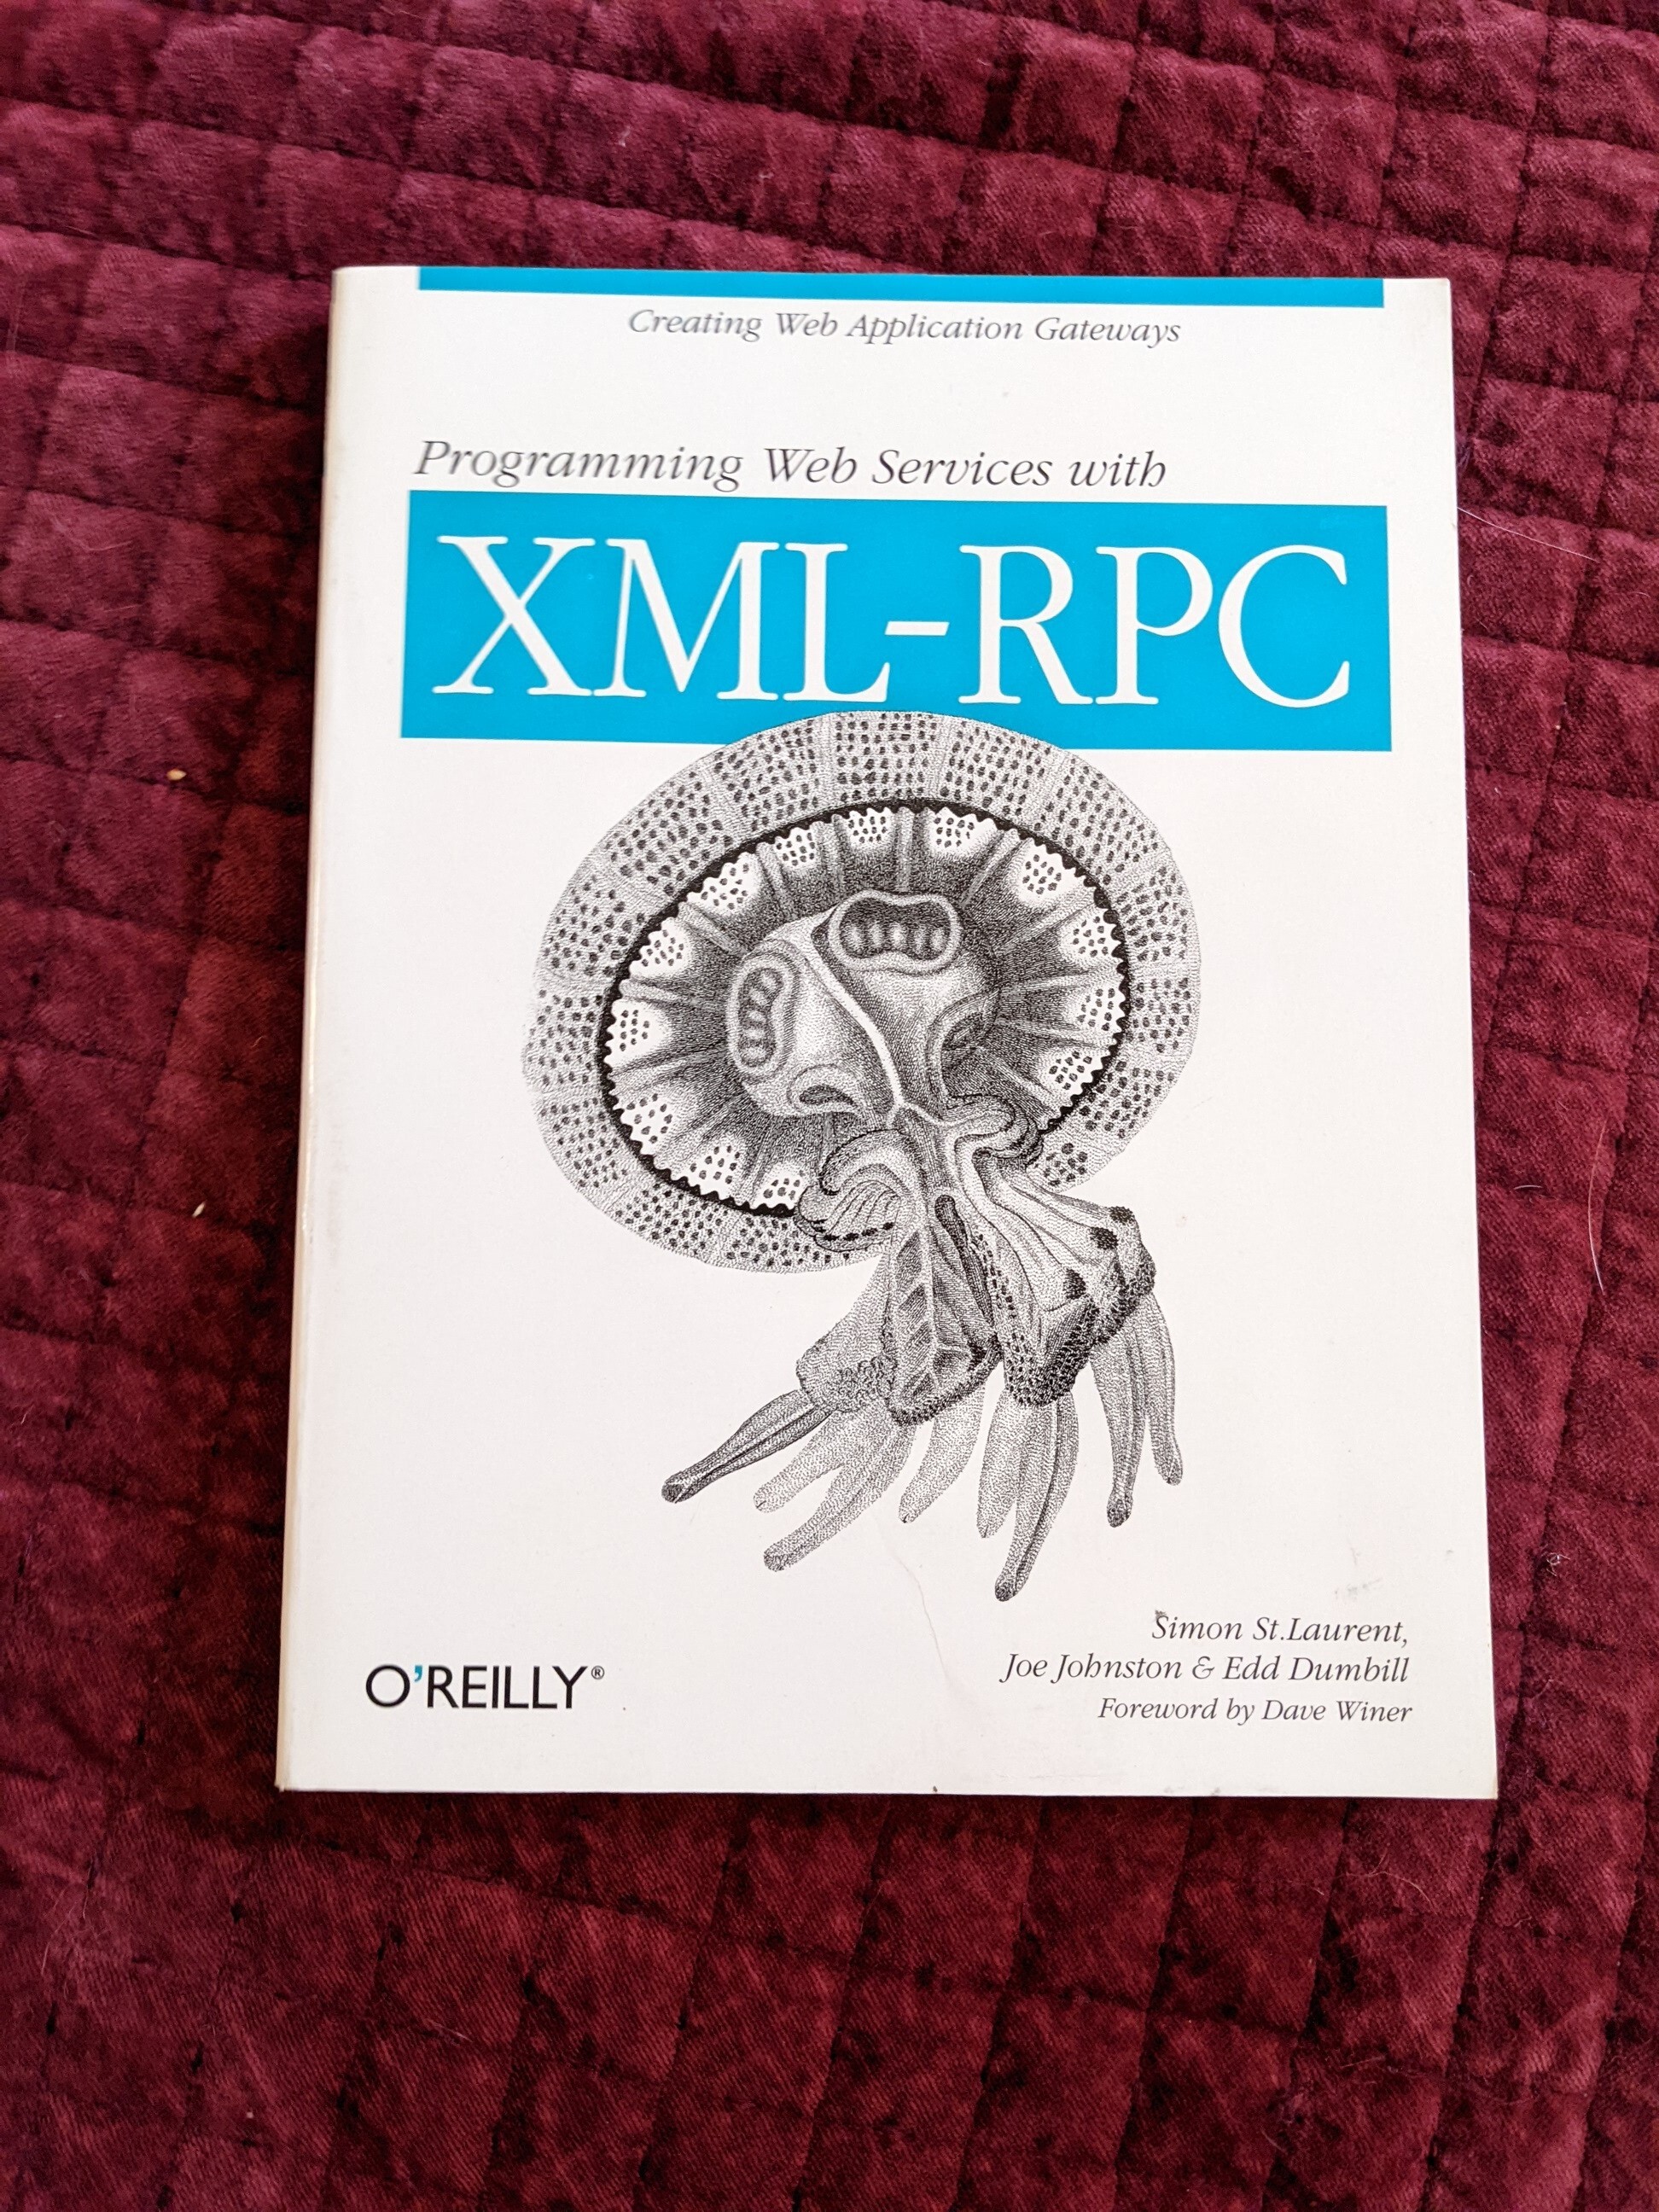 Creating Web Application Gateways
Programming Web Services with
XML-RPC
Simon St.Laurent,
Joe Johnston & Edd Dumbill
Foreword by Dave Winer
O'REILLY®